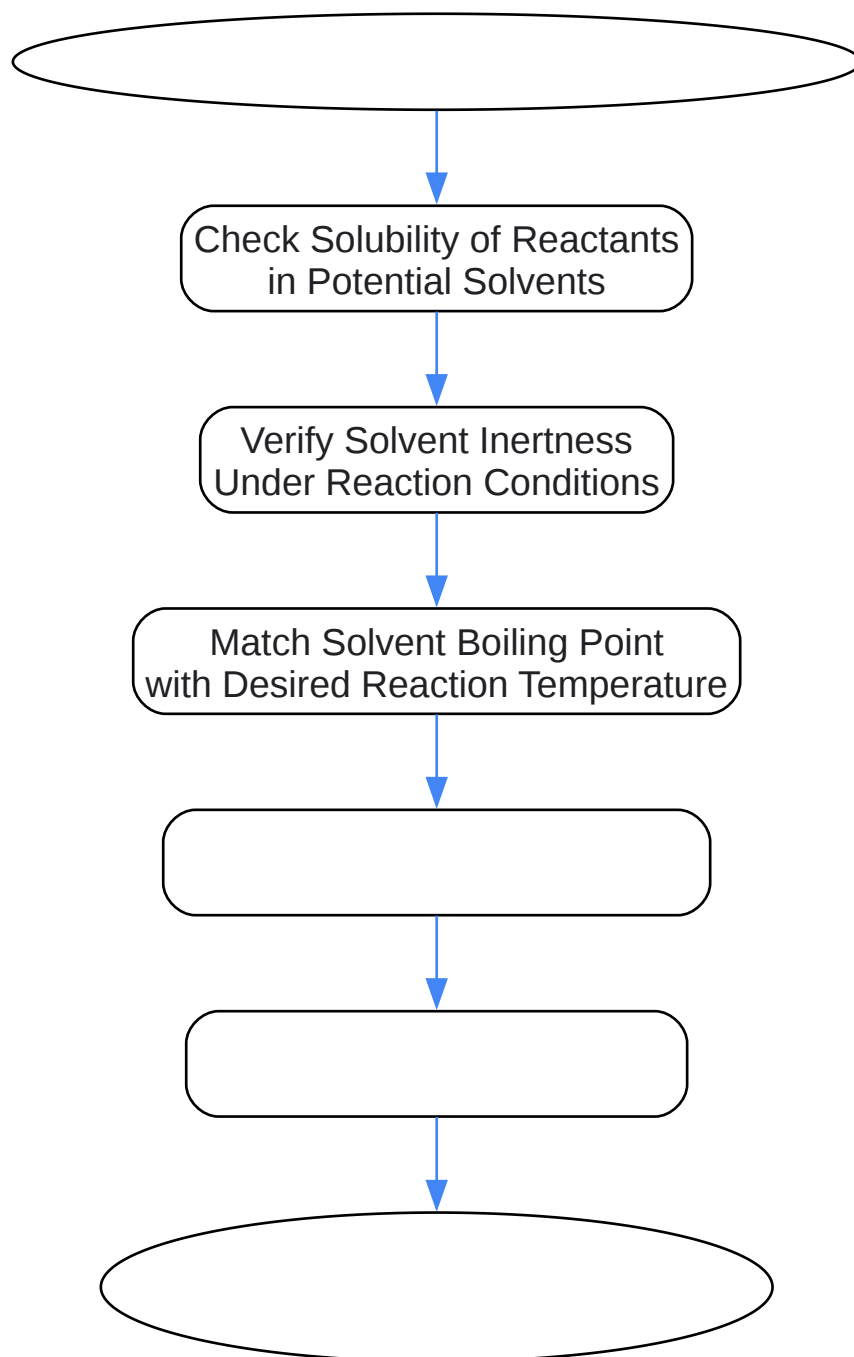 Check Solubility of Reactants
in Potential Solvents
Verify Solvent Inertness
Under Reaction Conditions
Match Solvent Boiling Point
with Desired Reaction Temperature